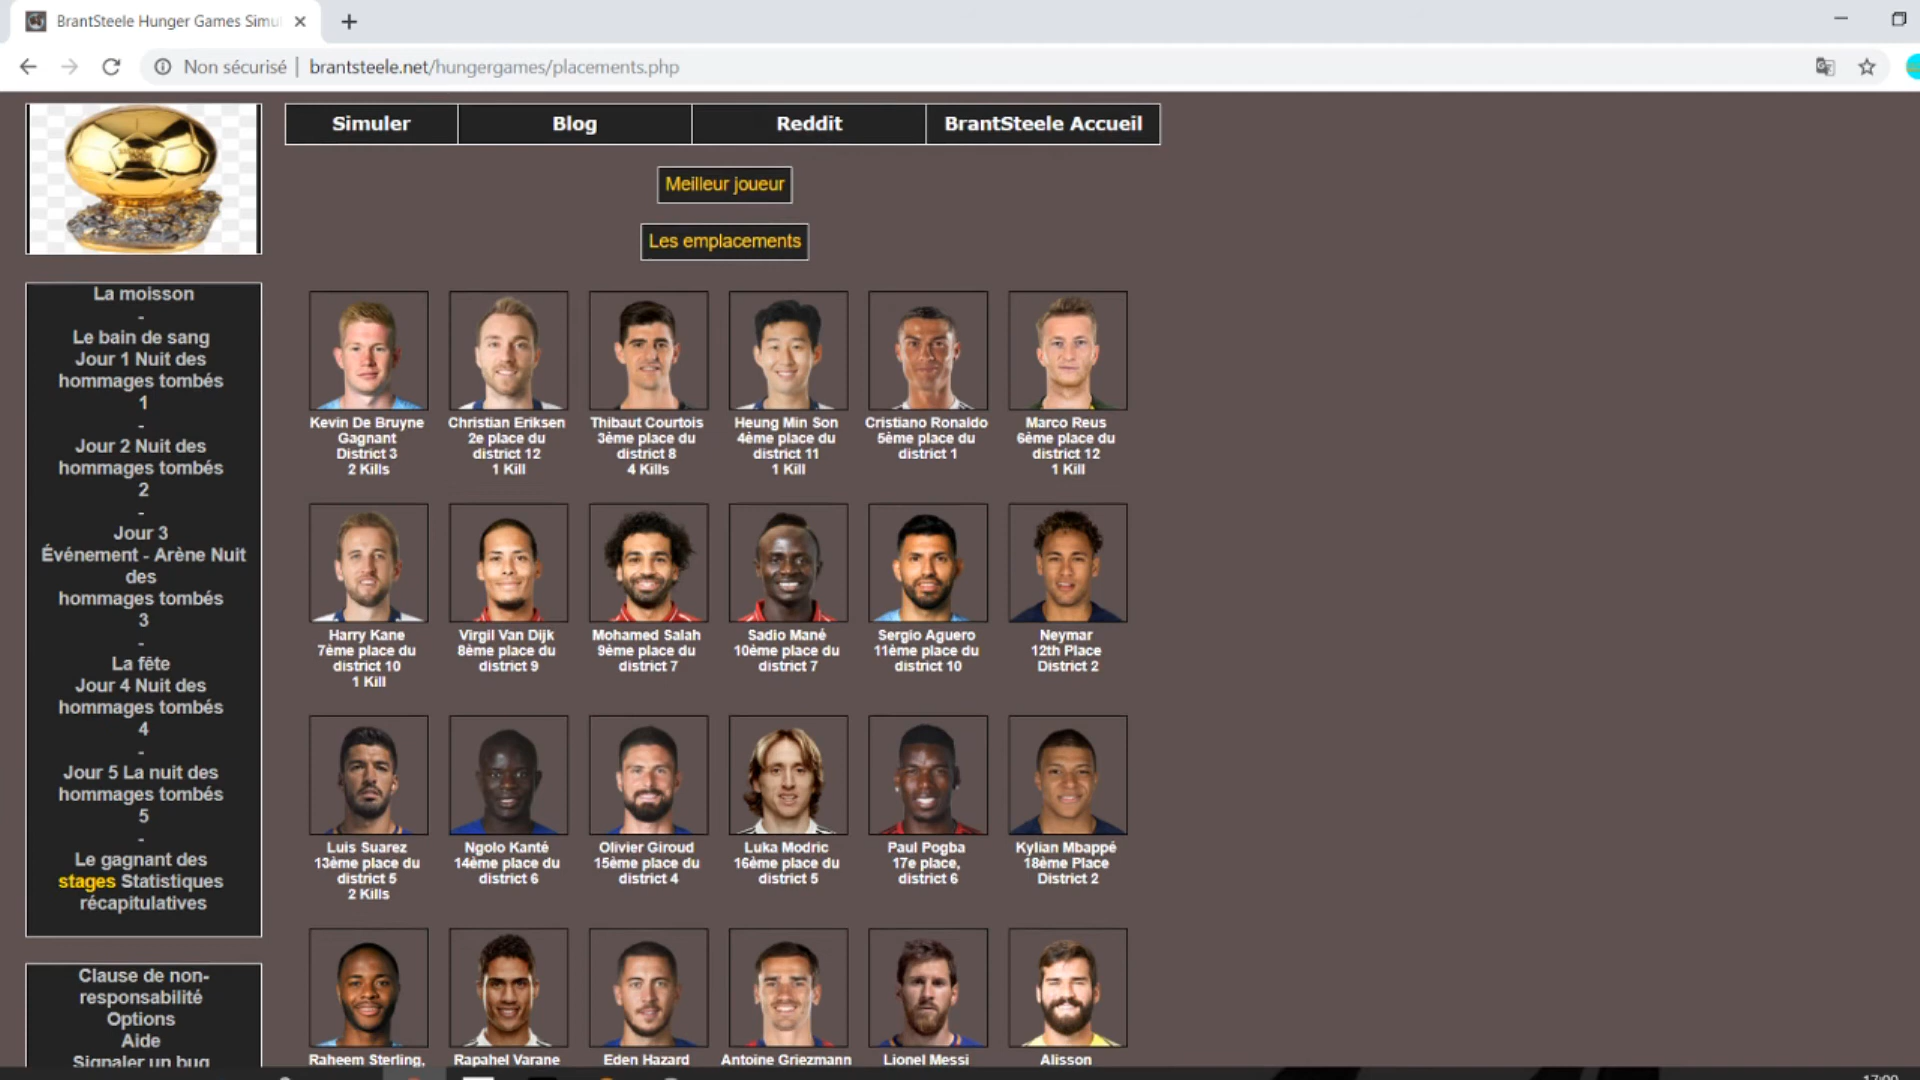 BrantSteele Hunger Games Simu
Non sécurisé | brantsteele.net/hungergames/placements.php
Simuler
Blog
Reddit
BrantSteele Accueil
Meilleur joueur
Les emplacements
La moisson
-
Le bain de sang
Jour 1 Nuit des
hommages tombés
1
-
Jour 2 Nuit des
hommages tombés
2
-
Jour 3
Événement - Arène Nuit
des
hommages tombés
3
-
La fête
Jour 4 Nuit des
hommages tombés
4
-
Jour 5 La nuit des
hommages tombés
5
-
Le gagnant des
stages Statistiques
récapitulatives
Clause de non-
responsabilité
Options
Aide
Signaler un bug
Kevin De Bruyne
Gagnant
District 3
2 Kills
Christian Eriksen
2e place du
district 12
1 Kill
Thibaut Courtois
3ème place du
district 8
4 Kills
Heung Min Son
4ème place du
district 11
1 Kill
Cristiano Ronaldo
5ème place du
district 1
Marco Reus
6ème place du
district 12
1 Kill
Harry Kane
7ème place du
district 10
1 Kill
Virgil Van Dijk
8ème place du
district 9
Mohamed Salah
9ème place du
district 7
Sadio Mané
10ème place du
district 7
Sergio Aguero
11ème place du
district 10
Neymar
12th Place
District 2
Luis Suarez
13ème place du
district 5
2 Kills
Ngolo Kanté
14ème place du
district 6
Olivier Giroud
15ème place du
district 4
Luka Modric
16ème place du
district 5
Paul Pogba
17e place,
district 6
Kylian Mbappé
18ème Place
District 2
Raheem Sterling,
Rapahel Varane
Eden Hazard
Antoine Griezmann
Lionel Messi
Alisson